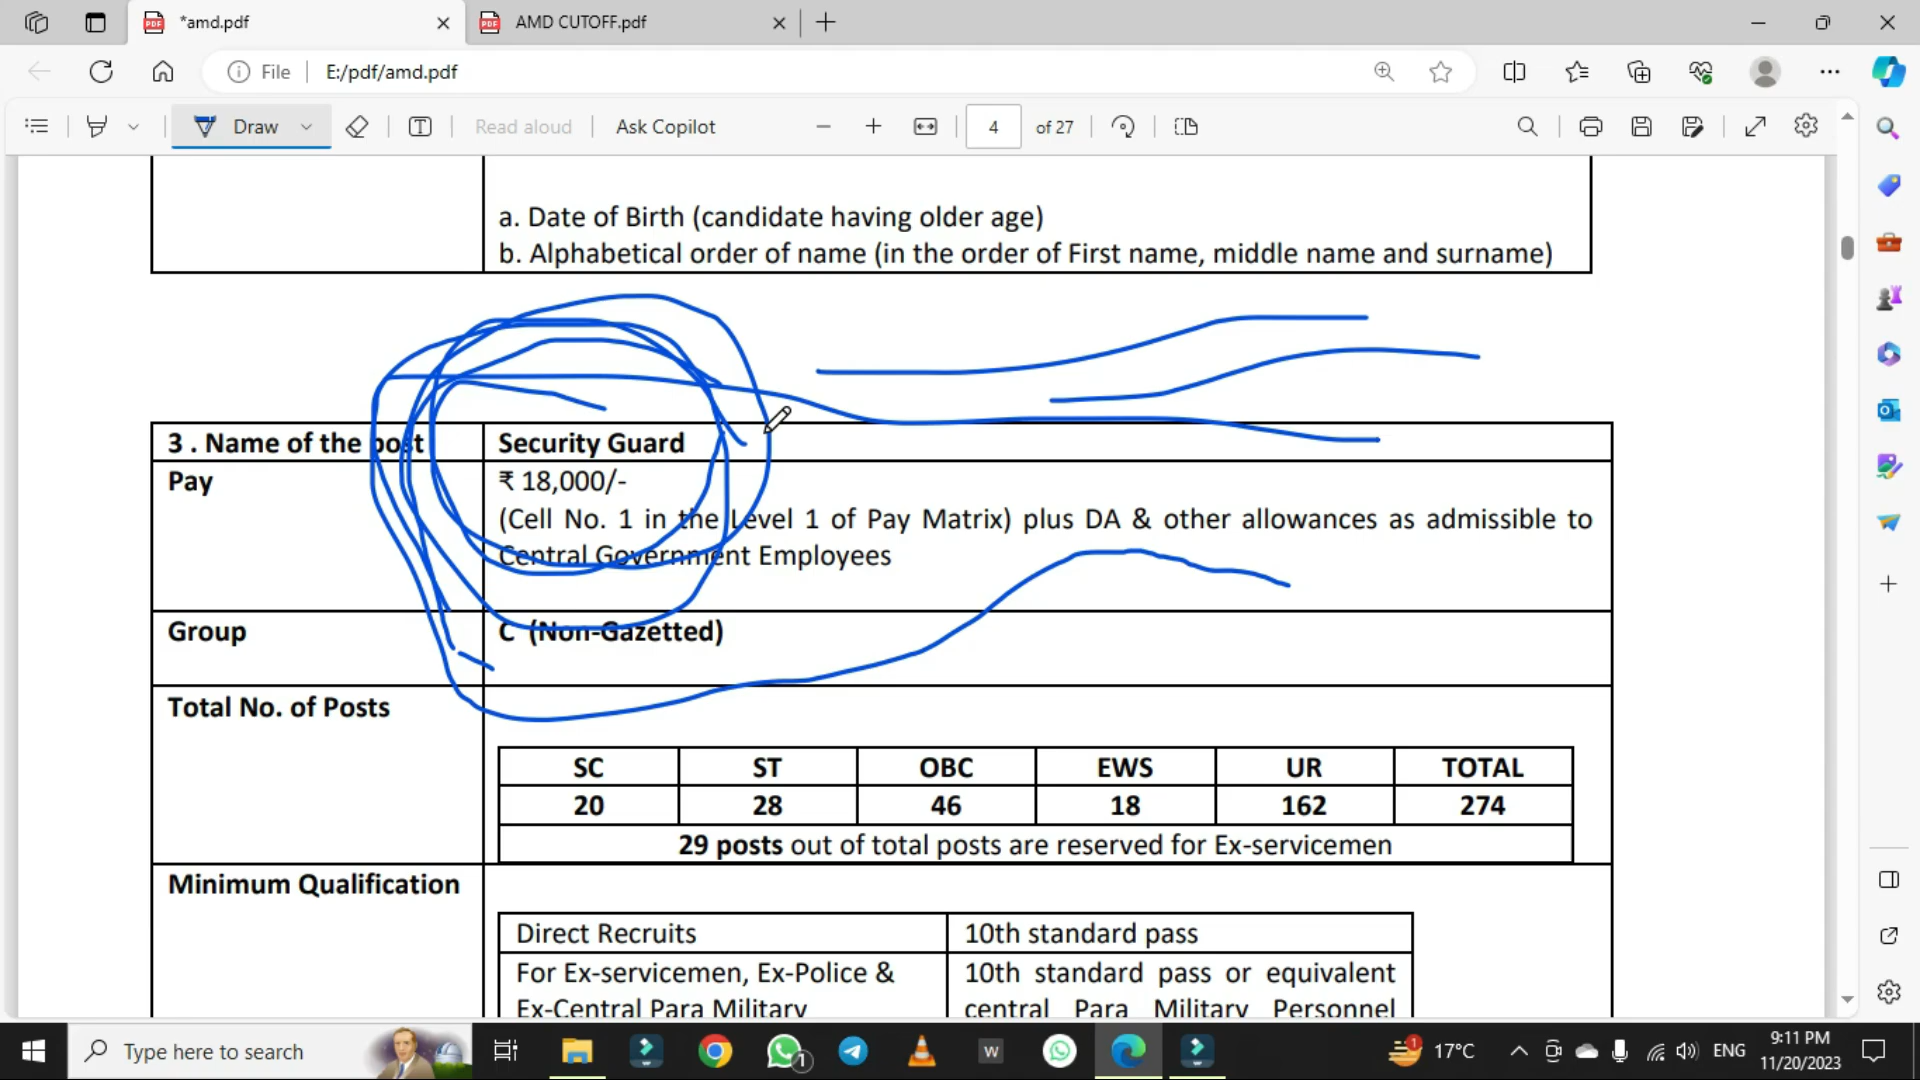 *amd.pdf
AMD CUTOFF.pdf
File
E:/pdf/amd.pdf
Draw
Read aloud
Ask Copilot
4
of 27
a. Date of Birth (candidate having older age)
b. Alphabetical order of name (in the order of First name, middle name and surname)
3 . Name of the post
Security Guard
Pay
₹ 18,000/-
(Cell No. 1 in the Level 1 of Pay Matrix) plus DA & other allowances as admissible to
Central Government Employees
Group
C (Non-Gazetted)
Total No. of Posts
SC ST OBC EWS UR TOTAL
20 28 46 18 162 274
29 posts out of total posts are reserved for Ex-servicemen
Minimum Qualification
Direct Recruits
10th standard pass
For Ex-servicemen, Ex-Police &
10th standard pass or equivalent
Ex-Central Para Military
central Para Military Personnel
Type here to search
1
W
1
17°C
ENG
9:11 PM
11/20/2023